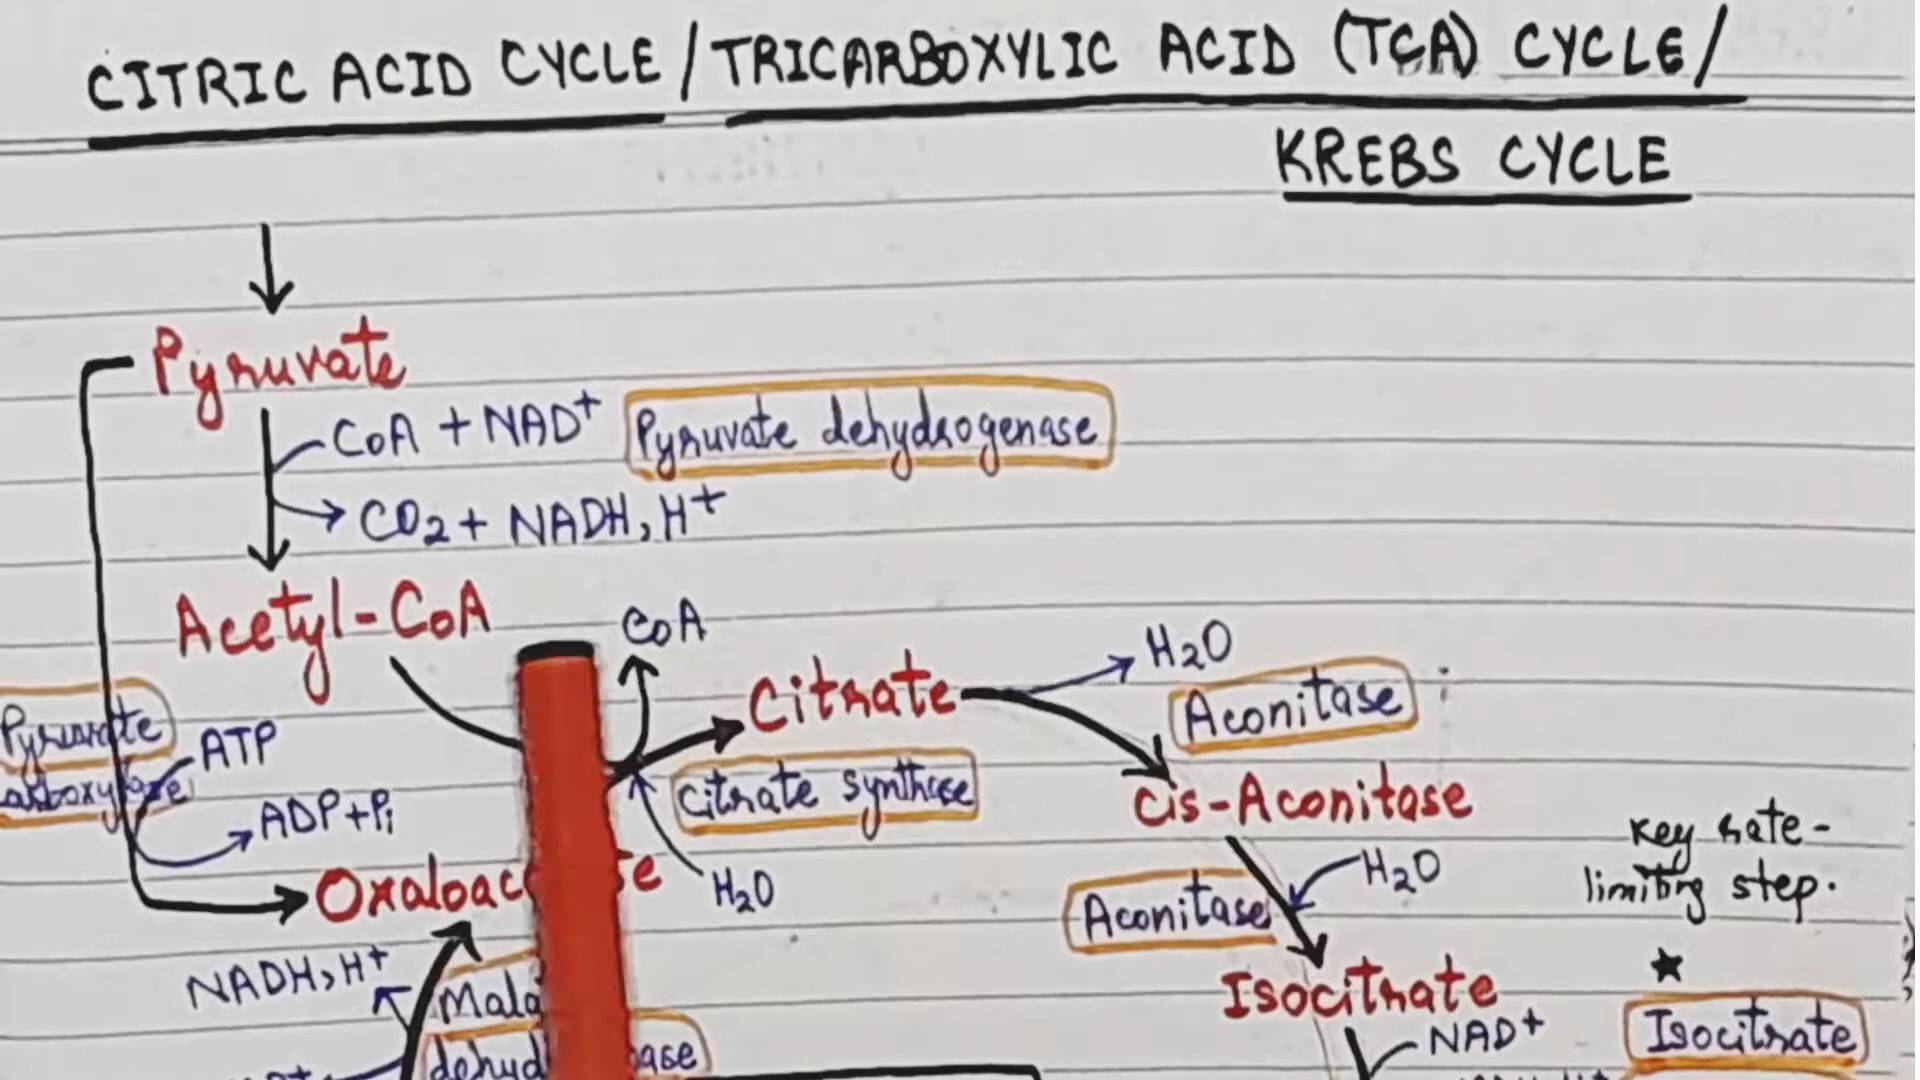 CITRIC ACID CYCLE / TRICARBOXYLIC ACID (TCA) CYCLE /
KREBS CYCLE
Pyruvate
CoA + NAD+
Pyruvate dehydrogenase
CO2 + NADH, H+
Acetyl-CoA
CoA
Citrate
H2O
Aconitase
Pyruvate
ATP
Citrate synthase
cis-Aconitase
ADP+Pi
Key rate-
limiting step.
H2O
H2O
Aconitase
NADH, H+
Isocitrate
NAD+
Isocitrate